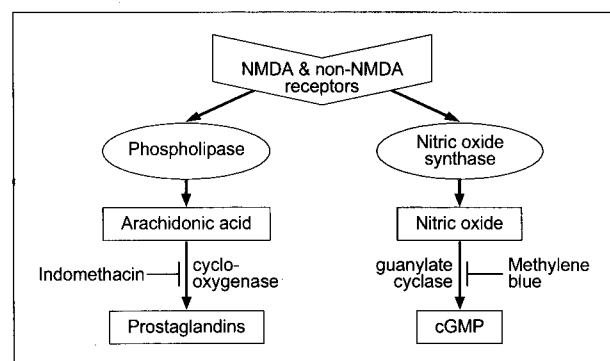 NMDA & non-NMDA
receptors
Phospholipase
Nitric oxide
synthase
Arachidonic acid
Nitric oxide
Indomethacin
cyclo-
oxygenase
guanylate
cyclase
Methylene
blue
Prostaglandins
cGMP